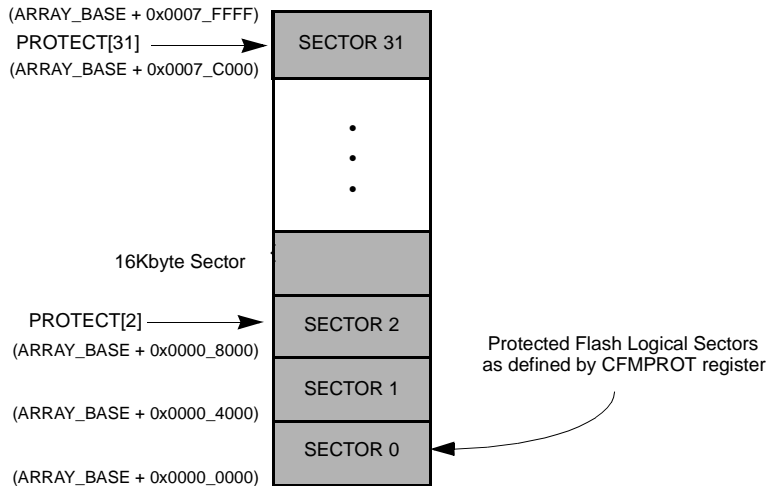 (ARRAY_BASE + 0x0007_FFFF)
PROTECT[31]
SECTOR 31
(ARRAY_BASE + 0x0007_C000)
16Kbyte Sector
PROTECT[2]
SECTOR 2
(ARRAY_BASE + 0x0000_8000)
Protected Flash Logical Sectors
as defined by CFMPROT register
SECTOR 1
(ARRAY_BASE + 0x0000_4000)
SECTOR 0
(ARRAY_BASE + 0x0000_0000)